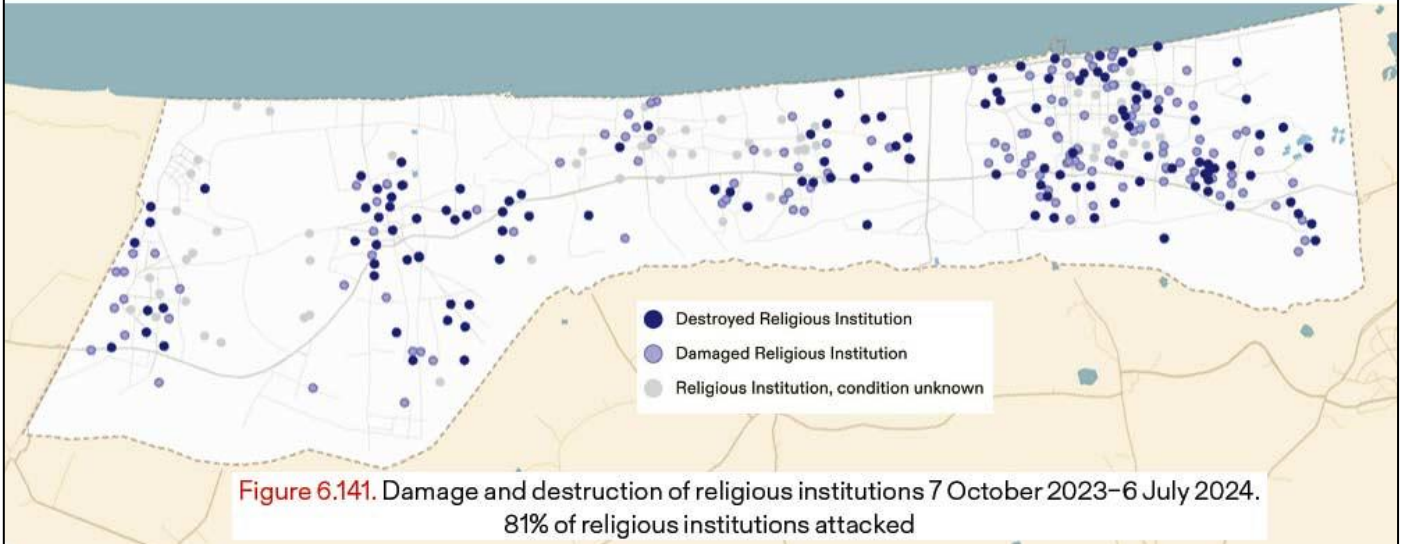 Destroyed Religious Institution
Damaged Religious Institution
Religious Institution, condition unknown
Figure 6.141. Damage and destruction of religious institutions 7 October 2023–6 July 2024.
81% of religious institutions attacked